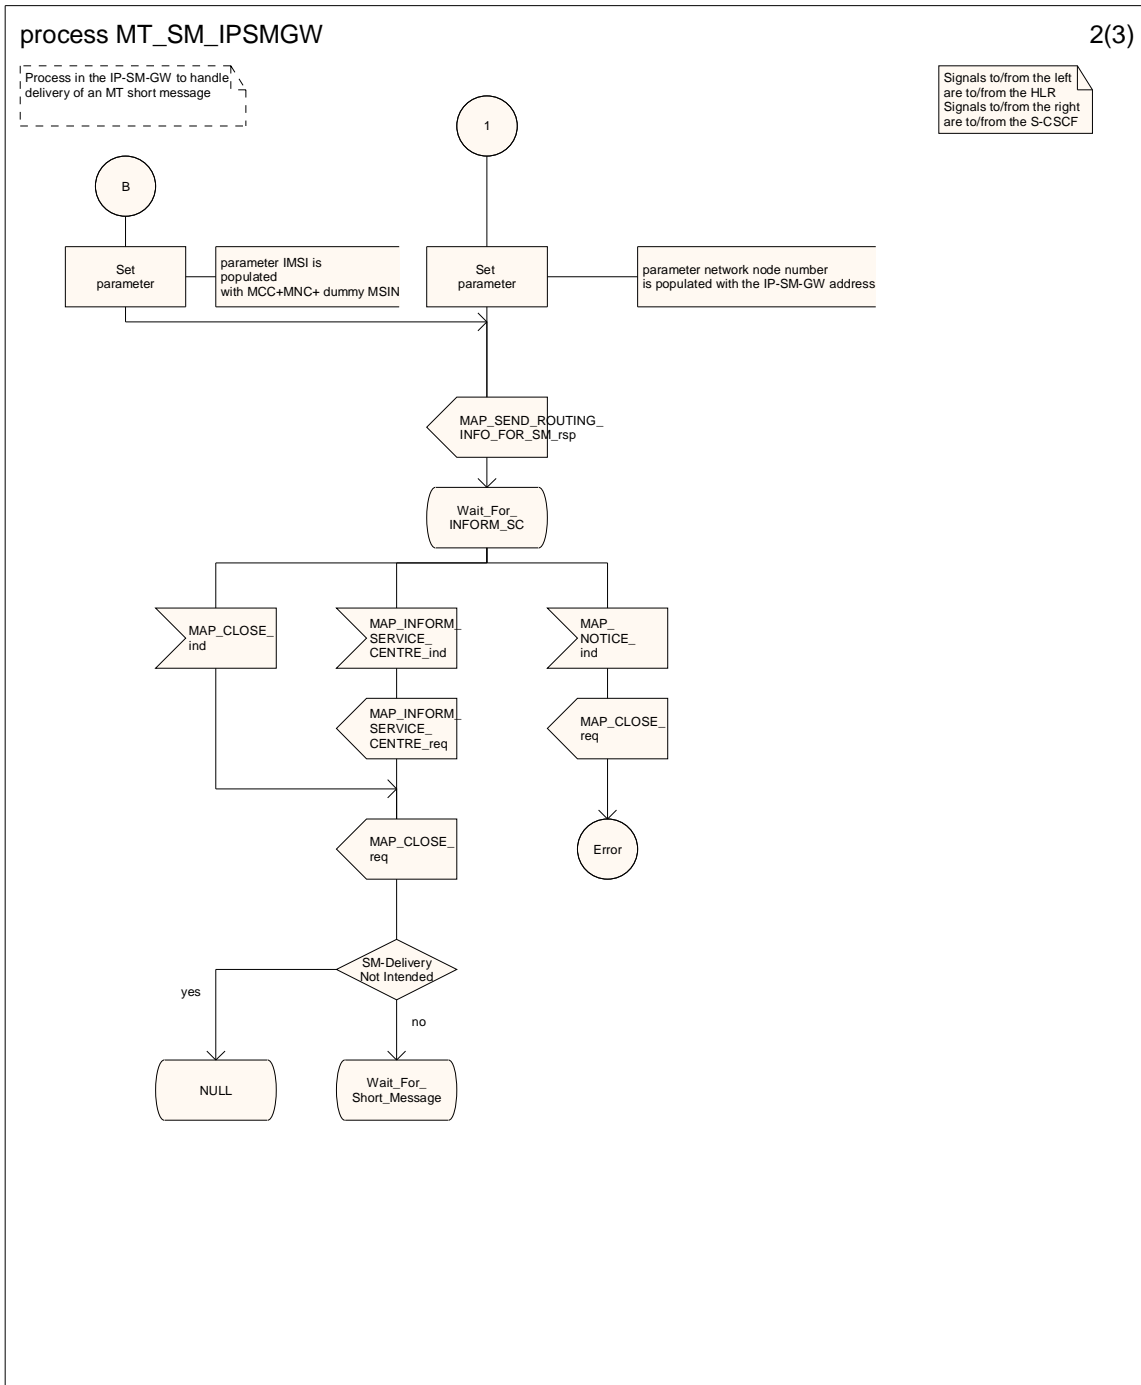 process MT_SM_IPSMGW
2(3)
Process in the IP-SM-GW to handle
delivery of an MT short message
Signals to/from the left
are to/from the HLR
Signals to/from the right
are to/from the S-CSCF
1
B
Set
parameter
parameter IMSI is
populated
with MCC+MNC+ dummy MSIN
Set
parameter
parameter network node number
is populated with the IP-SM-GW address
MAP_SEND_ROUTING_
INFO_FOR_SM_rsp
Wait_For_
INFORM_SC
MAP_CLOSE_
ind
MAP_INFORM_
SERVICE_
CENTRE_ind
MAP_
NOTICE_
ind
MAP_INFORM_
SERVICE_
CENTRE_req
MAP_CLOSE_
req
MAP_CLOSE_
req
Error
SM-Delivery
Not Intended
yes
no
NULL
Wait_For_
Short_Message